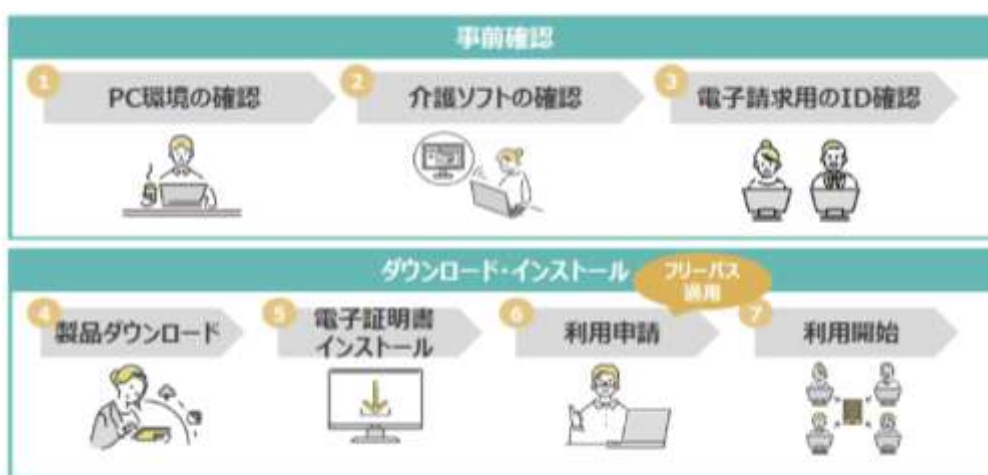 事前確認
1
PC環境の確認
2
介護ソフトの確認
3
電子請求用のID確認
ダウンロード・インストール
フリーパス
適用
4
製品ダウンロード
5
電子証明書
インストール
6
利用申請
7
利用開始